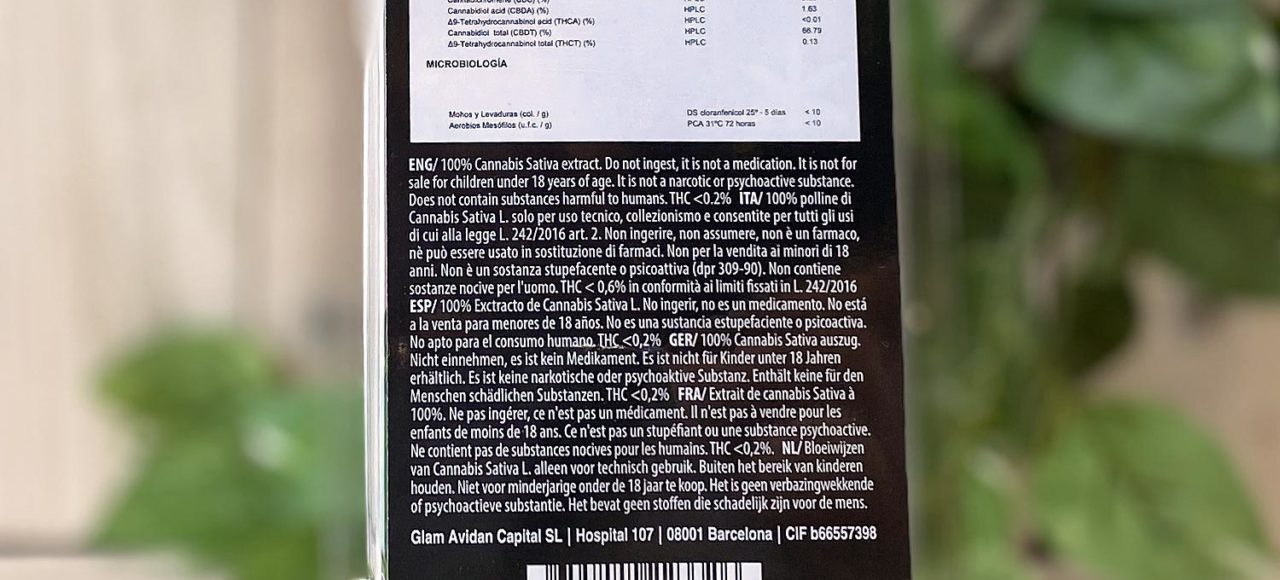 Cannabidiol acid (CBDA) (%) HPLC 1.63
Δ9-Tetrahydrocannabinol acid (THCA) (%) HPLC <0.01
Cannabidiol total (CBDT) (%) HPLC 66.79
Δ9-Tetrahydrocannabinol total (THCT) (%) HPLC 0.13
MICROBIOLOGÍA
Mohos y Levaduras (col. / g) DS cloranfenicol 25º - 5 dias < 10
Aerobios Mesófilos (u.f.c. / g) PCA 31ºC 72 horas < 10
ENG/ 100% Cannabis Sativa extract. Do not ingest, it is not a medication. It is not for
sale for children under 18 years of age. It is not a narcotic or psychoactive substance.
Does not contain substances harmful to humans. THC <0.2% ITA/ 100% polline di
Cannabis Sativa L. solo per uso tecnico, collezionismo e consentite per tutti gli usi
di cui alla legge L. 242/2016 art. 2. Non ingerire, non assumere, non è un farmaco,
nè può essere usato in sostituzione di farmaci. Non per la vendita ai minori di 18
anni. Non è un sostanza stupefacente o psicoattiva (dpr 309-90). Non contiene
sostanze nocive per l'uomo. THC < 0,6% in conformità ai limiti fissati in L. 242/2016
ESP/ 100% Exctracto de Cannabis Sativa L. No ingerir, no es un medicamento. No está
a la venta para menores de 18 años. No es una sustancia estupefaciente o psicoactiva.
No apto para el consumo humano. THC <0,2% GER/ 100% Cannabis Sativa auszug.
Nicht einnehmen, es ist kein Medikament. Es ist nicht für Kinder unter 18 Jahren
erhältlich. Es ist keine narkotische oder psychoaktive Substanz. Enthält keine für den
Menschen schädlichen Substanzen. THC <0,2% FRA/ Extrait de cannabis Sativa à
100%. Ne pas ingérer, ce n'est pas un médicament. Il n'est pas à vendre pour les
enfants de moins de 18 ans. Ce n'est pas un stupéfiant ou une substance psychoactive.
Ne contient pas de substances nocives pour les humains. THC <0,2%. NL/ Bloeiwijzen
van Cannabis Sativa L. alleen voor technisch gebruik. Buiten het bereik van kinderen
houden. Niet voor minderjarige onder de 18 jaar te koop. Het is geen verbazingwekkende
of psychoactieve substantie. Het bevat geen stoffen die schadelijk zijn voor de mens.
Glam Avidan Capital SL | Hospital 107 | 08001 Barcelona | CIF b66557398